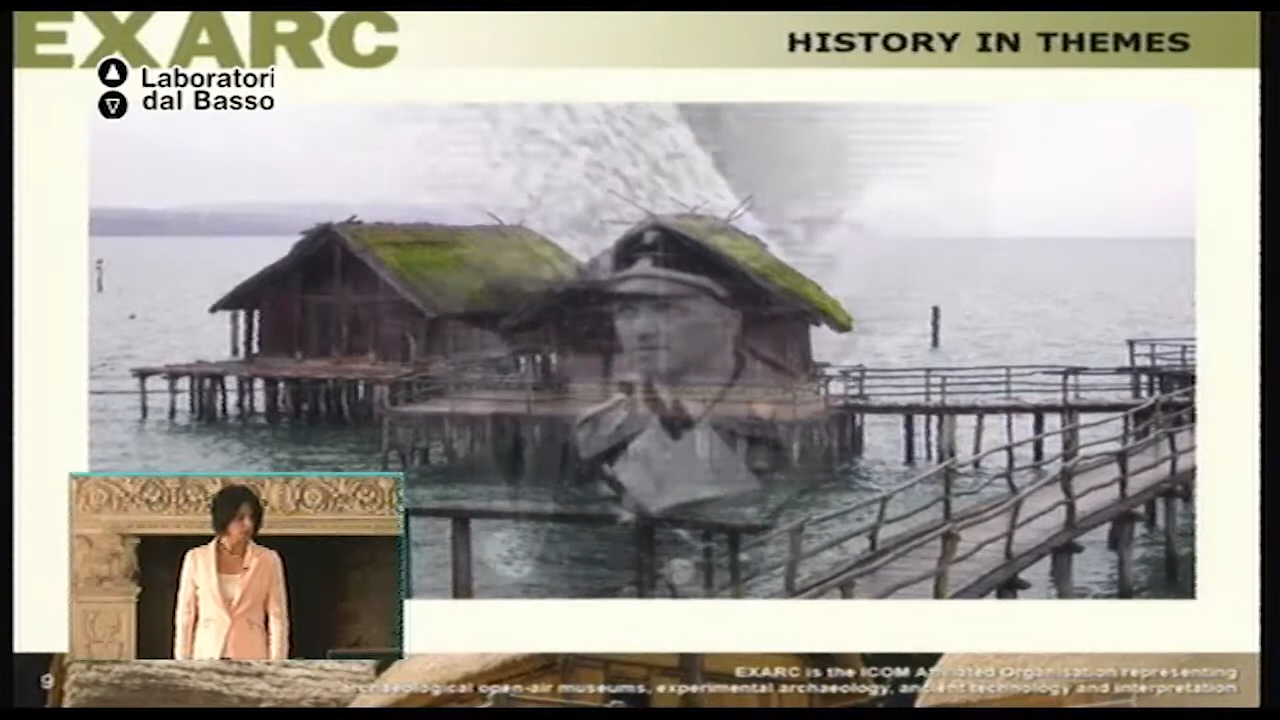 EXARC
HISTORY IN THEMES
Laboratori
dal Basso
9
EXARC is the ICOM Affiliated Organisation representing
archaeological open-air museums, experimental archaeology, ancient technology and interpretation